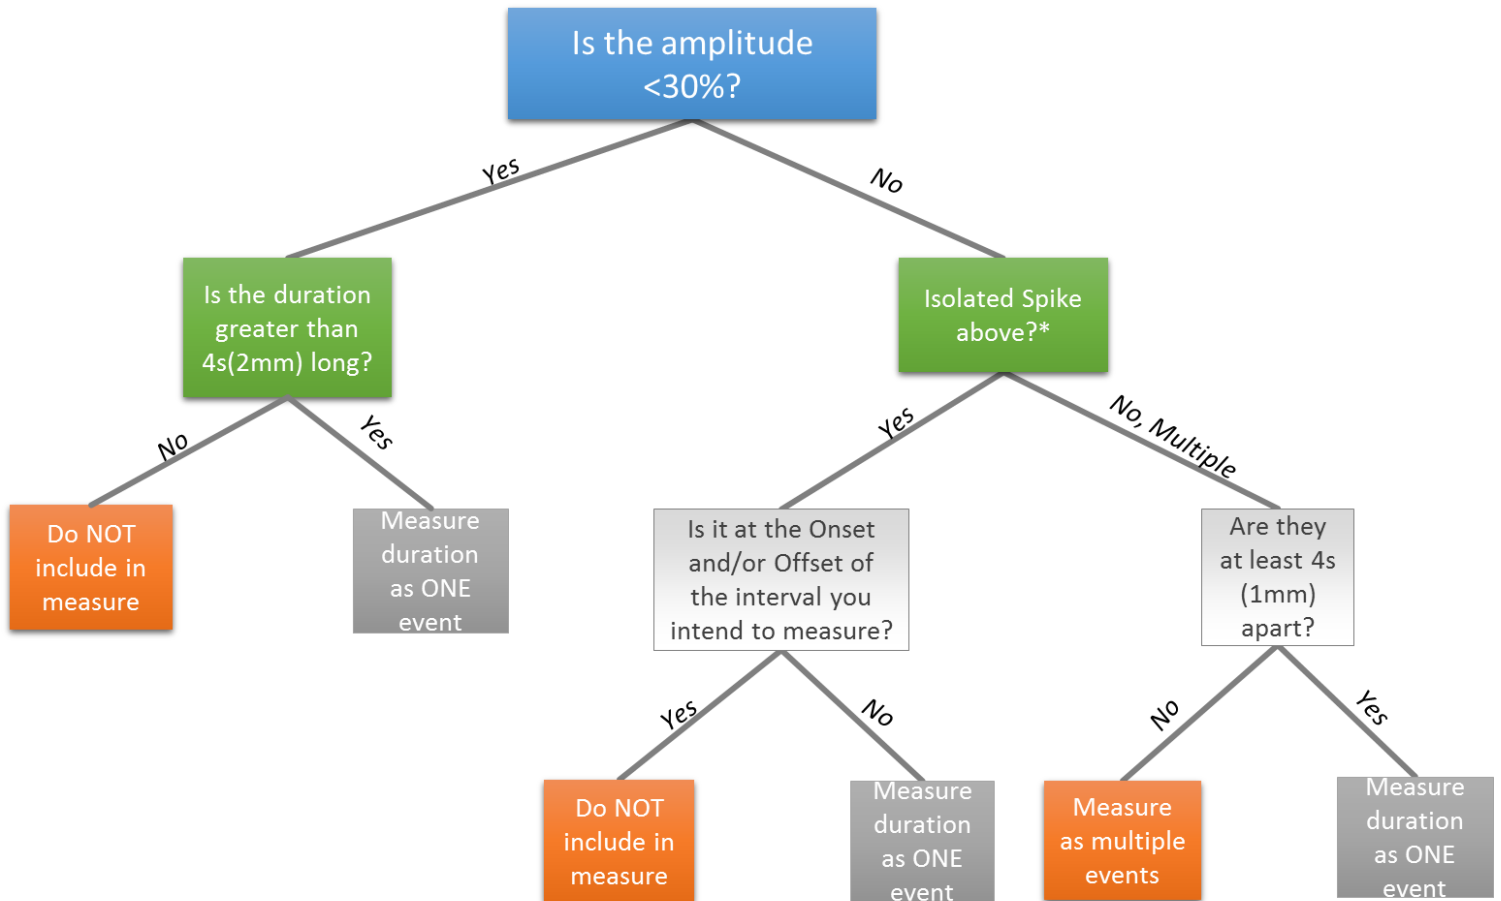 Is the amplitude
<30%?
Yes
No
Is the duration
greater than
4s(2mm) long?
Isolated Spike
above?*
No
Yes
Yes
No, Multiple
Do NOT
include in
measure
Measure
duration
as ONE
event
Is it at the Onset
and/or Offset of
the interval you
intend to measure?
Are they
at least 4s
(1mm)
apart?
Yes
No
No
Yes
Do NOT
include in
measure
Measure
duration
as ONE
event
Measure
as multiple
events
Measure
duration
as ONE
event